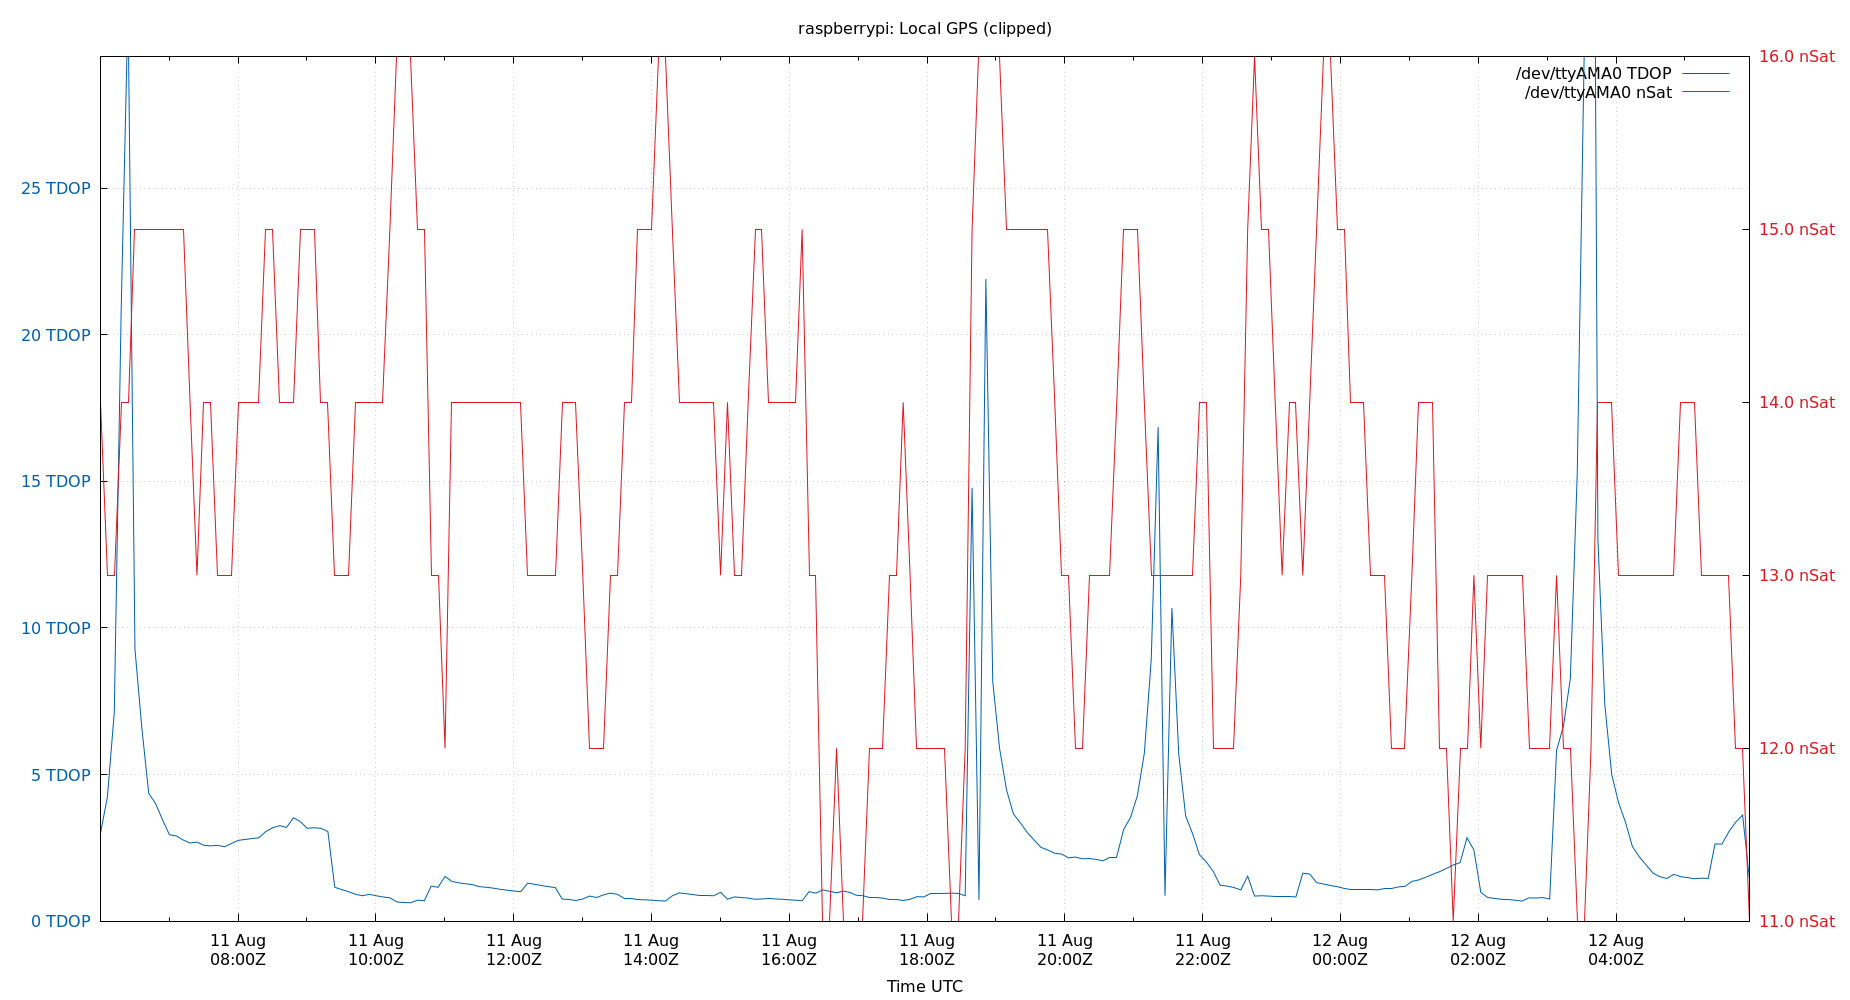 raspberrypi: Local GPS (clipped)
16.0 nSat
/dev/ttyAMA0 TDOP
/dev/ttyAMA0 nSat
25 TDOP
15.0 nSat
20 TDOP
14.0 nSat
15 TDOP
13.0 nSat
10 TDOP
12.0 nSat
5 TDOP
0 TDOP
11.0 nSat
11 Aug 11 Aug 11 Aug 11 Aug 11 Aug 11 Aug 11 Aug 11 Aug 12 Aug 12 Aug 12 Aug
08:00Z 10:00Z 12:00Z 14:00Z 16:00Z 18:00Z 20:00Z 22:00Z 00:00Z 02:00Z 04:00Z
Time UTC